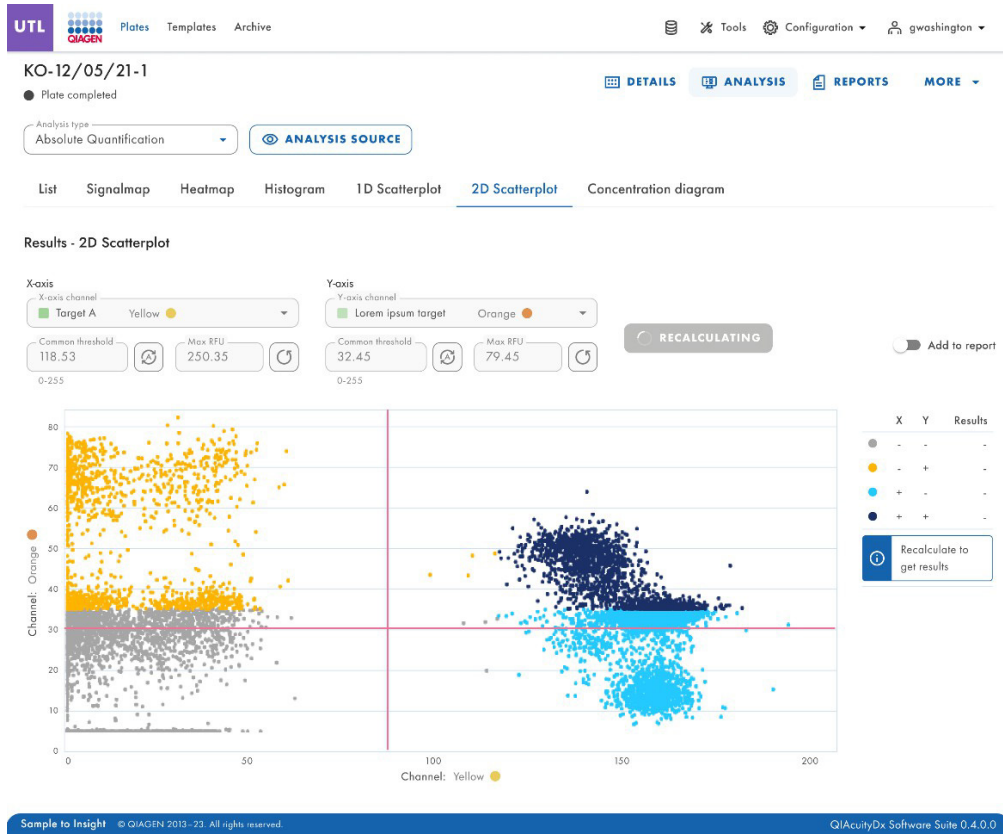 UTL QIAGEN Plates Templates Archive Tools Configuration gwashington
KO-12/05/21-1
Plate completed
DETAILS ANALYSIS REPORTS MORE
Analysis type
Absolute Quantification
ANALYSIS SOURCE
List Signalmap Heatmap Histogram 1D Scatterplot 2D Scatterplot Concentration diagram
Results - 2D Scatterplot
X-axis
X-axis channel
Target A Yellow
Common threshold
118.53
Max RFU
250.35
0-255
Y-axis
Y-axis channel
Lorem ipsum target Orange
Common threshold
32.45
Max RFU
79.45
0-255
RECALCULATING
Add to report
80
70
60
50
40
30
20
10
0
Channel: Orange
0 50 100 150 200
Channel: Yellow
X Y Results
- - -
- + -
+ - -
+ + -
Recalculate to
get results
Sample to Insight © QIAGEN 2013–23. All rights reserved. QIAcuityDx Software Suite 0.4.0.0